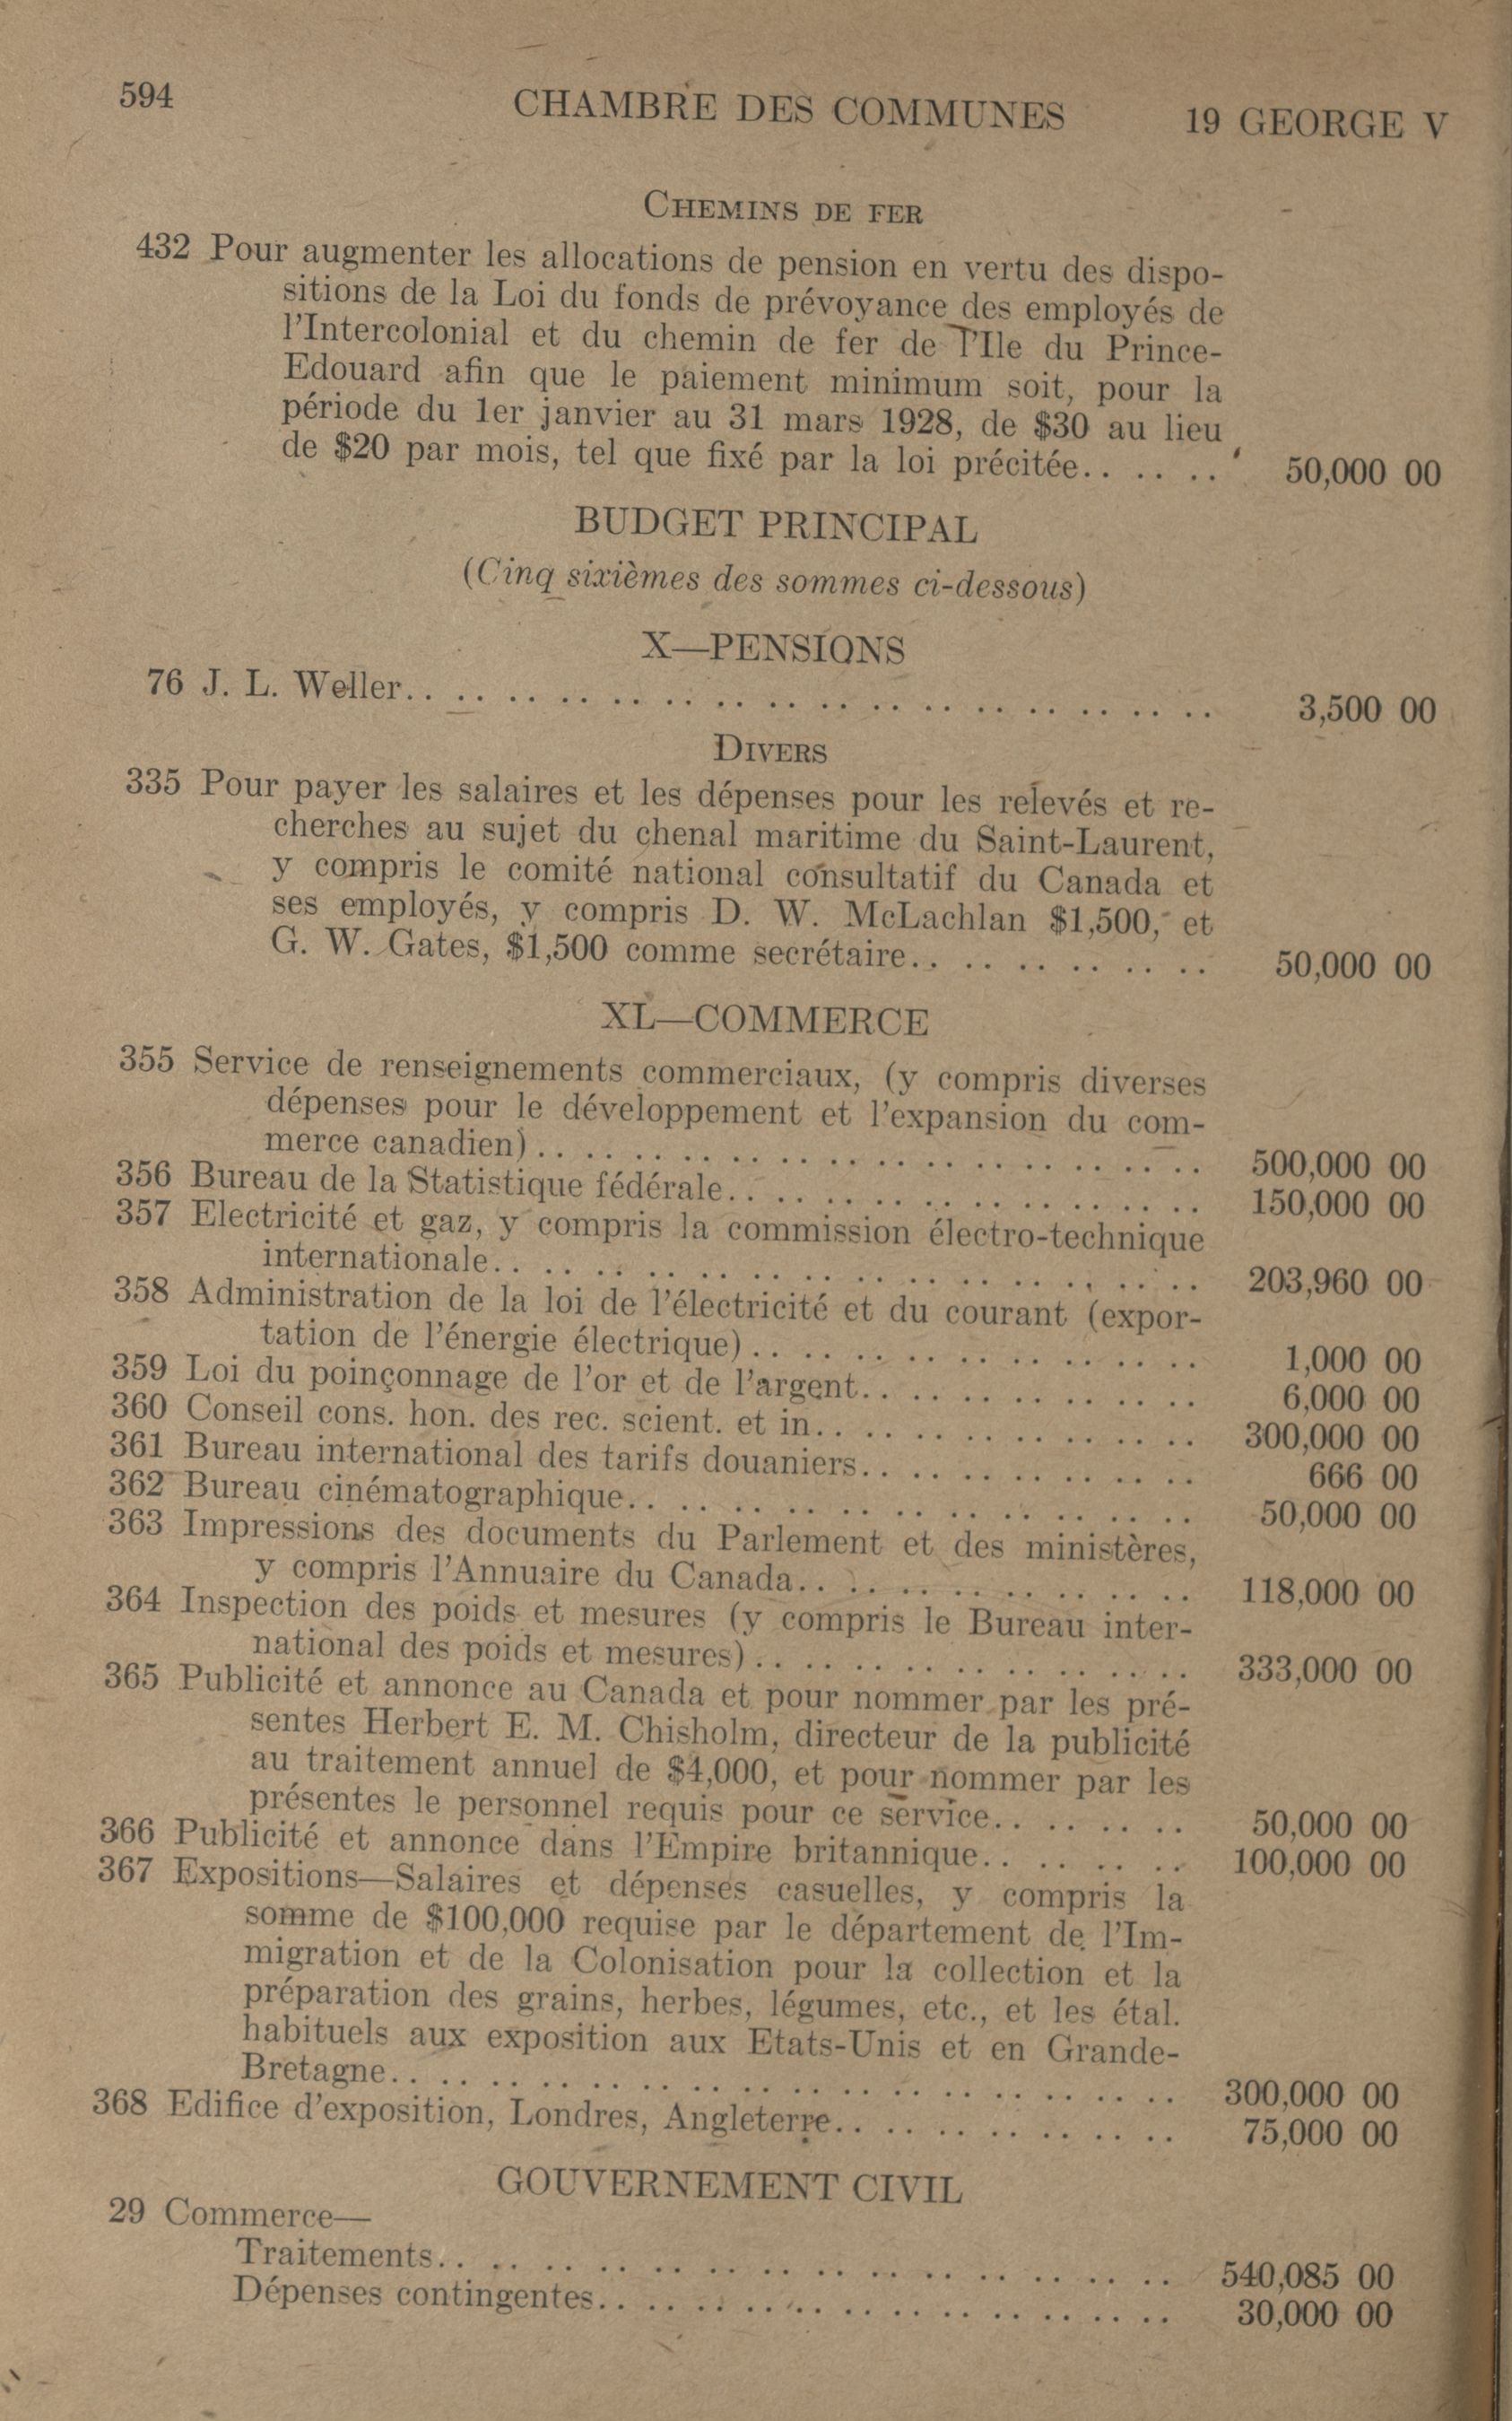 594
CHAMBRE DES COMMUNES
19 GEORGE V
CHEMINS DE FER
432 Pour augmenter les allocations de pension en vertu des dispo-
sitions de la Loi du fonds de prévoyance des employés de
l'Intercolonial et du chemin de fer de l'Ile du Prince-
Edouard afin que le paiement minimum soit, pour la
période du 1er janvier au 31 mars 1928, de $30 au lieu
de $20 par mois, tel que fixé par la loi précitée.. .. .. 50,000 00
BUDGET PRINCIPAL
(Cinq sixièmes des sommes ci-dessous)
X—PENSIONS
76 J. L. Weller.. .. .. .. .. .. .. .. .. .. .. .. .. .. .. .. 3,500 00
DIVERS
335 Pour payer les salaires et les dépenses pour les relevés et re-
cherches au sujet du chenal maritime du Saint-Laurent,
y compris le comité national consultatif du Canada et
ses employés, y compris D. W. McLachlan $1,500, et
G. W. Gates, $1,500 comme secrétaire.. .. .. .. .. .. 50,000 00
XL—COMMERCE
355 Service de renseignements commerciaux, (y compris diverses
dépenses pour le développement et l'expansion du com-
merce canadien).. .. .. .. .. .. .. .. .. .. .. .. .. .. 500,000 00
356 Bureau de la Statistique fédérale.. .. .. .. .. .. .. .. .. .. 150,000 00
357 Electricité et gaz, y compris la commission électro-technique
internationale.. .. .. .. .. .. .. .. .. .. .. .. .. .. 203,960 00
358 Administration de la loi de l'électricité et du courant (expor-
tation de l'énergie électrique).. .. .. .. .. .. .. .. .. 1,000 00
359 Loi du poinçonnage de l'or et de l'argent.. .. .. .. .. .. .. 6,000 00
360 Conseil cons. hon. des rec. scient. et in.. .. .. .. .. .. .. .. 300,000 00
361 Bureau international des tarifs douaniers.. .. .. .. .. .. .. 666 00
362 Bureau cinématographique.. .. .. .. .. .. .. .. .. .. .. .. 50,000 00
363 Impressions des documents du Parlement et des ministères,
y compris l'Annuaire du Canada.. .. .. .. .. .. .. .. 118,000 00
364 Inspection des poids et mesures (y compris le Bureau inter-
national des poids et mesures).. .. .. .. .. .. .. .. .. 333,000 00
365 Publicité et annonce au Canada et pour nommer par les pré-
sentes Herbert E. M. Chisholm, directeur de la publicité
au traitement annuel de $4,000, et pour nommer par les
présentes le personnel requis pour ce service.. .. .. .. 50,000 00
366 Publicité et annonce dans l'Empire britannique.. .. .. .. .. 100,000 00
367 Expositions—Salaires et dépenses casuelles, y compris la
somme de $100,000 requise par le département de l'Im-
migration et de la Colonisation pour la collection et la
préparation des grains, herbes, légumes, etc., et les étal.
habituels aux exposition aux Etats-Unis et en Grande-
Bretagne.. .. .. .. .. .. .. .. .. .. .. .. .. .. .. .. 300,000 00
368 Edifice d'exposition, Londres, Angleterre.. .. .. .. .. .. .. 75,000 00
GOUVERNEMENT CIVIL
29 Commerce—
Traitements.. .. .. .. .. .. .. .. .. .. .. .. .. .. 540,085 00
Dépenses contingentes.. .. .. .. .. .. .. .. .. .. .. .. 30,000 00